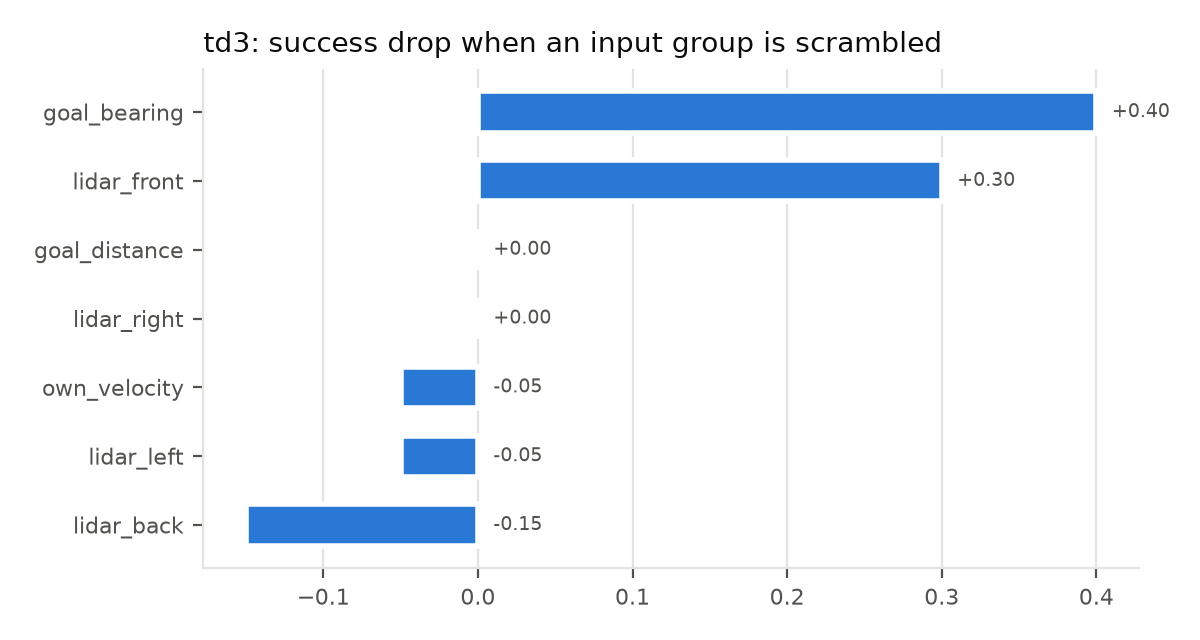 td3: success drop when an input group is scrambled
goal_bearing +0.40
lidar_front +0.30
goal_distance +0.00
lidar_right +0.00
own_velocity -0.05
lidar_left -0.05
lidar_back -0.15
−0.1 0.0 0.1 0.2 0.3 0.4